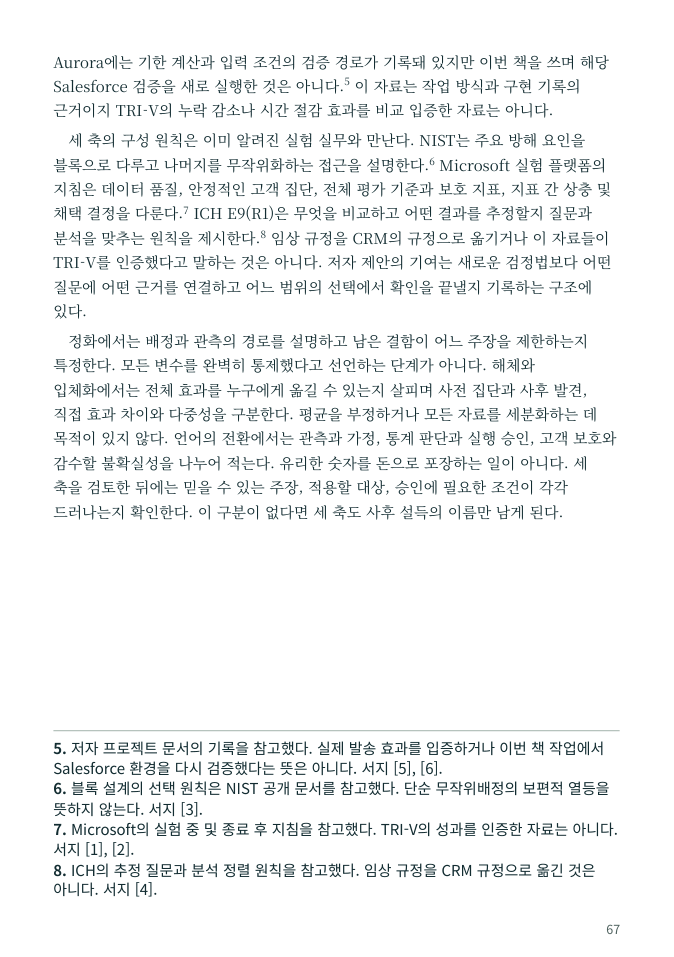 Aurora에는 기한 계산과 입력 조건의 검증 경로가 기록돼 있지만 이번 책을 쓰며 해당
Salesforce 검증을 새로 실행한 것은 아니다.5 이 자료는 작업 방식과 구현 기록의
근거이지 TRI-V의 누락 감소나 시간 절감 효과를 비교 입증한 자료는 아니다.
세 축의 구성 원칙은 이미 알려진 실험 실무와 만난다. NIST는 주요 방해 요인을
블록으로 다루고 나머지를 무작위화하는 접근을 설명한다.6 Microsoft 실험 플랫폼의
지침은 데이터 품질, 안정적인 고객 집단, 전체 평가 기준과 보호 지표, 지표 간 상충 및
채택 결정을 다룬다.7 ICH E9(R1)은 무엇을 비교하고 어떤 결과를 추정할지 질문과
분석을 맞추는 원칙을 제시한다.8 임상 규정을 CRM의 규정으로 옮기거나 이 자료들이
TRI-V를 인증했다고 말하는 것은 아니다. 저자 제안의 기여는 새로운 검정법보다 어떤
질문에 어떤 근거를 연결하고 어느 범위의 선택에서 확인을 끝낼지 기록하는 구조에
있다.
정화에서는 배정과 관측의 경로를 설명하고 남은 결함이 어느 주장을 제한하는지
특정한다. 모든 변수를 완벽히 통제했다고 선언하는 단계가 아니다. 해체와
입체화에서는 전체 효과를 누구에게 옮길 수 있는지 살피며 사전 집단과 사후 발견,
직접 효과 차이와 다중성을 구분한다. 평균을 부정하거나 모든 자료를 세분화하는 데
목적이 있지 않다. 언어의 전환에서는 관측과 가정, 통계 판단과 실행 승인, 고객 보호와
감수할 불확실성을 나누어 적는다. 유리한 숫자를 돈으로 포장하는 일이 아니다. 세
축을 검토한 뒤에는 믿을 수 있는 주장, 적용할 대상, 승인에 필요한 조건이 각각
드러나는지 확인한다. 이 구분이 없다면 세 축도 사후 설득의 이름만 남게 된다.
5. 저자 프로젝트 문서의 기록을 참고했다. 실제 발송 효과를 입증하거나 이번 책 작업에서
Salesforce 환경을 다시 검증했다는 뜻은 아니다. 서지 [5], [6].
6. 블록 설계의 선택 원칙은 NIST 공개 문서를 참고했다. 단순 무작위배정의 보편적 열등을
뜻하지 않는다. 서지 [3].
7. Microsoft의 실험 중 및 종료 후 지침을 참고했다. TRI-V의 성과를 인증한 자료는 아니다.
서지 [1], [2].
8. ICH의 추정 질문과 분석 정렬 원칙을 참고했다. 임상 규정을 CRM 규정으로 옮긴 것은
아니다. 서지 [4].
67